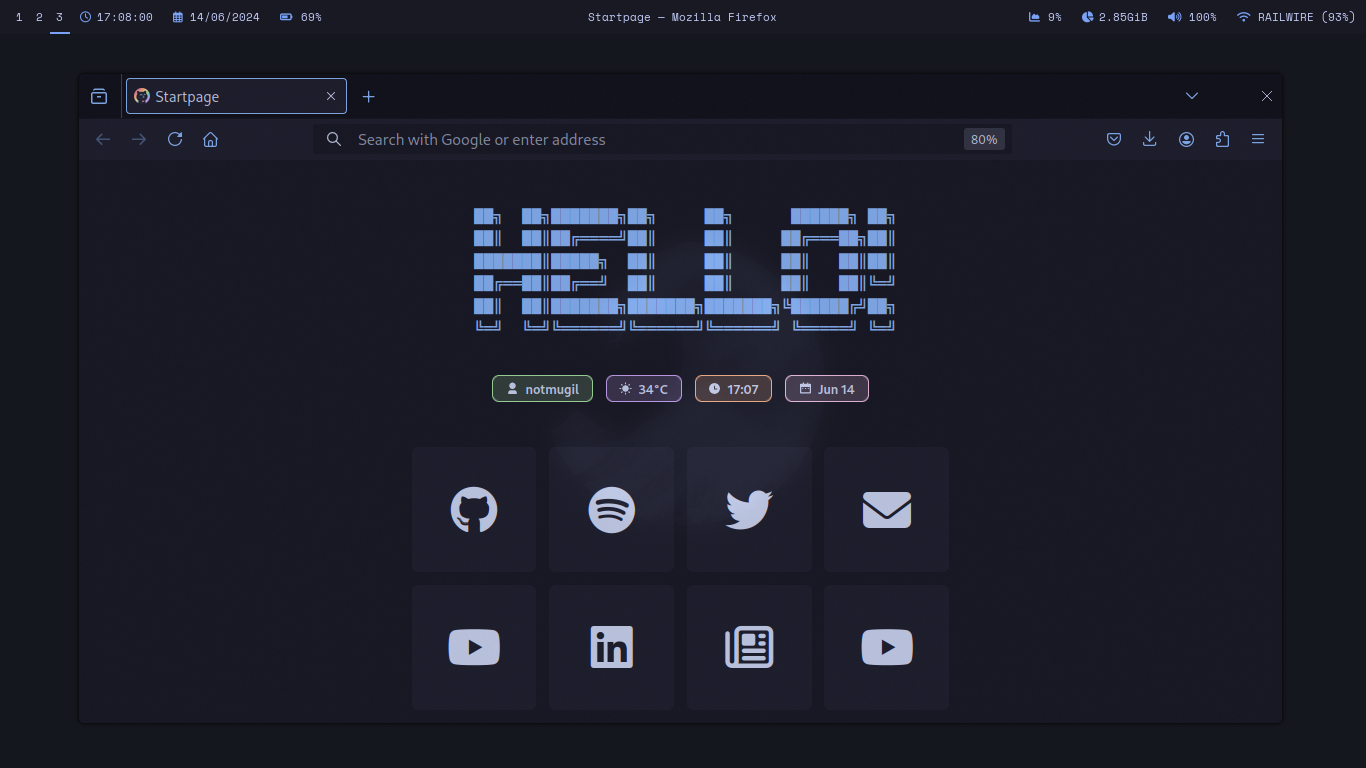 1 2 3 17:08:00 14/06/2024 69% Startpage — Mozilla Firefox 9% 2.85GiB 100% RAILWIRE (93%)
Startpage
Search with Google or enter address 80%
HELLO!
notmugil 34°C 17:07 Jun 14
in